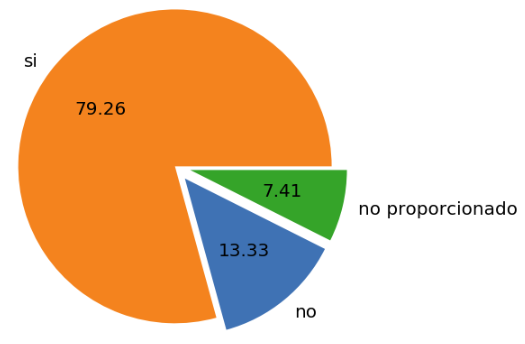 si
79.26
7.41
no proporcionado
13.33
no